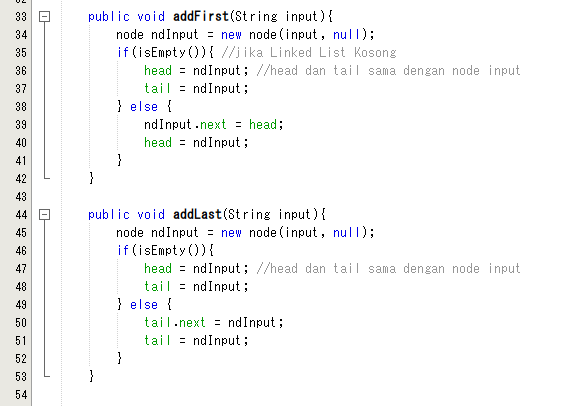 33 public void addFirst(String input){
34 node ndInput = new node(input, null);
35 if(isEmpty()){ //jika Linked List Kosong
36 head = ndInput; //head dan tail sama dengan node input
37 tail = ndInput;
38 } else {
39 ndInput.next = head;
40 head = ndInput;
41 }
42 }
43
44 public void addLast(String input){
45 node ndInput = new node(input, null);
46 if(isEmpty()){
47 head = ndInput; //head dan tail sama dengan node input
48 tail = ndInput;
49 } else {
50 tail.next = ndInput;
51 tail = ndInput;
52 }
53 }
54